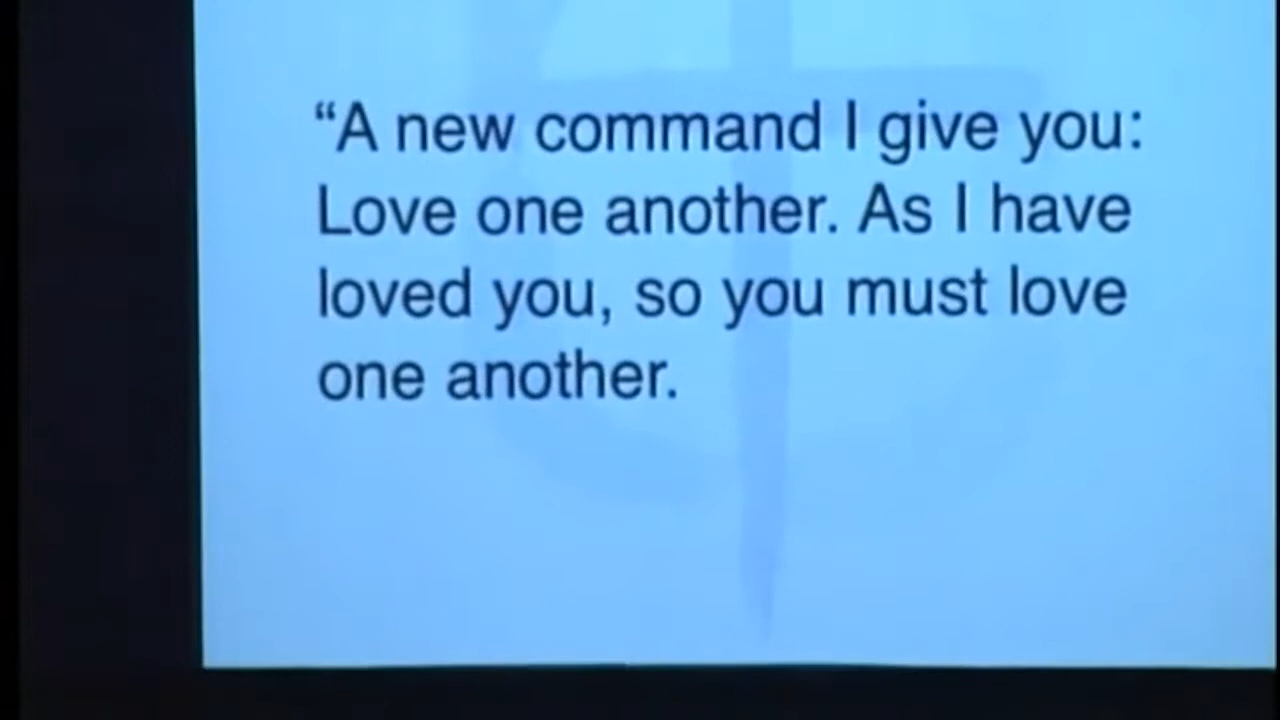 “A new command I give you:
Love one another. As I have
loved you, so you must love
one another.